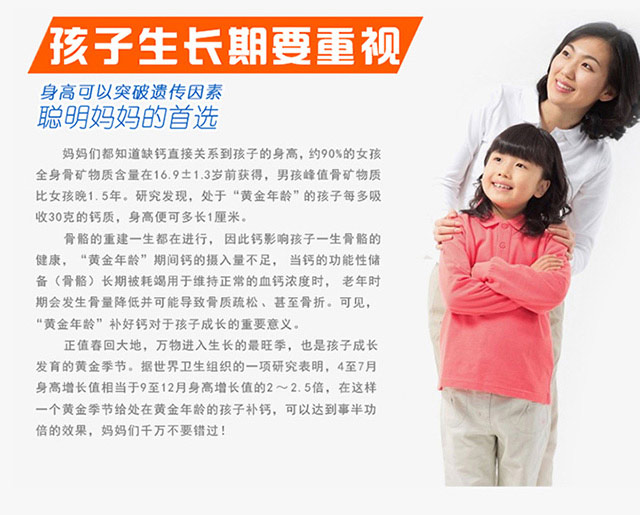 孩子生长期要重视
身高可以突破遗传因素
聪明妈妈的首选
妈妈们都知道缺钙直接关系到孩子的身高，约90%的女孩
全身骨矿物质含量在16.9±1.3岁前获得，男孩峰值骨矿物质
比女孩晚1.5年。研究发现，处于“黄金年龄”的孩子每多吸
收30克的钙质，身高便可多长1厘米。
骨骼的重建一生都在进行，因此钙影响孩子一生骨骼的
健康，“黄金年龄”期间钙的摄入量不足，当钙的功能性储
备（骨骼）长期被耗竭用于维持正常的血钙浓度时，老年时
期会发生骨量降低并可能导致骨质疏松、甚至骨折。可见，
“黄金年龄”补好钙对于孩子成长的重要意义。
正值春回大地，万物进入生长的最旺季，也是孩子成长
发育的黄金季节。据世界卫生组织的一项研究表明，4至7月
身高增长值相当于9至12月身高增长值的2～2.5倍，在这样
一个黄金季节给处在黄金年龄的孩子补钙，可以达到事半功
倍的效果，妈妈们千万不要错过！